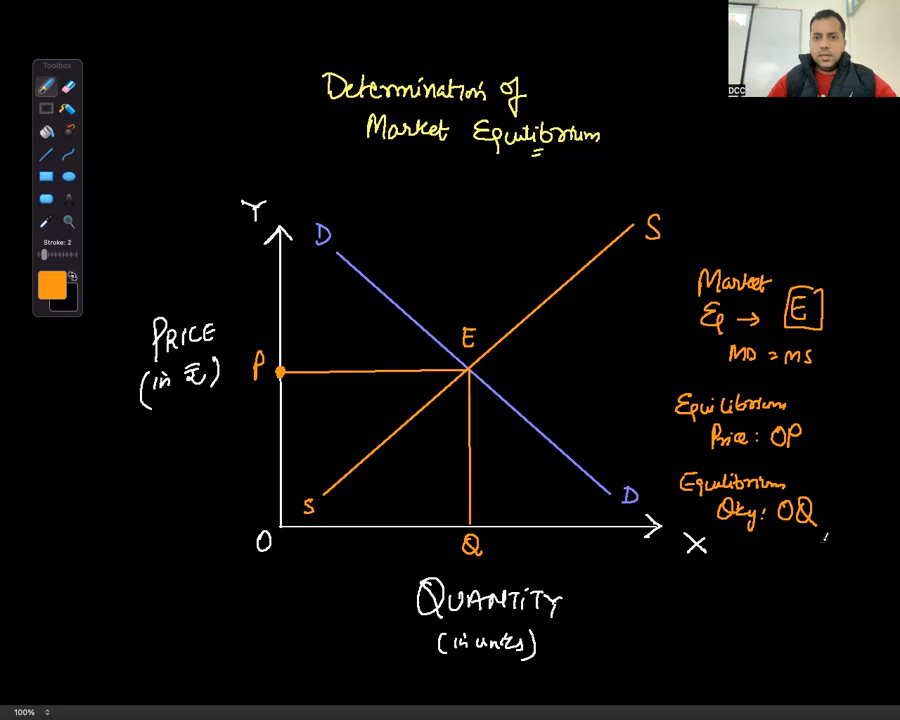 Toolbox
Stroke: 2
DCC
Determination of
Market Equilibrium
Y
D
S
PRICE
(in ₹)
P
E
S
D
O
Q
X
QUANTITY
(in units)
Market
Eq → E
MD = MS
Equilibrium
Price: OP
Equilibrium
Qty: OQ
100%